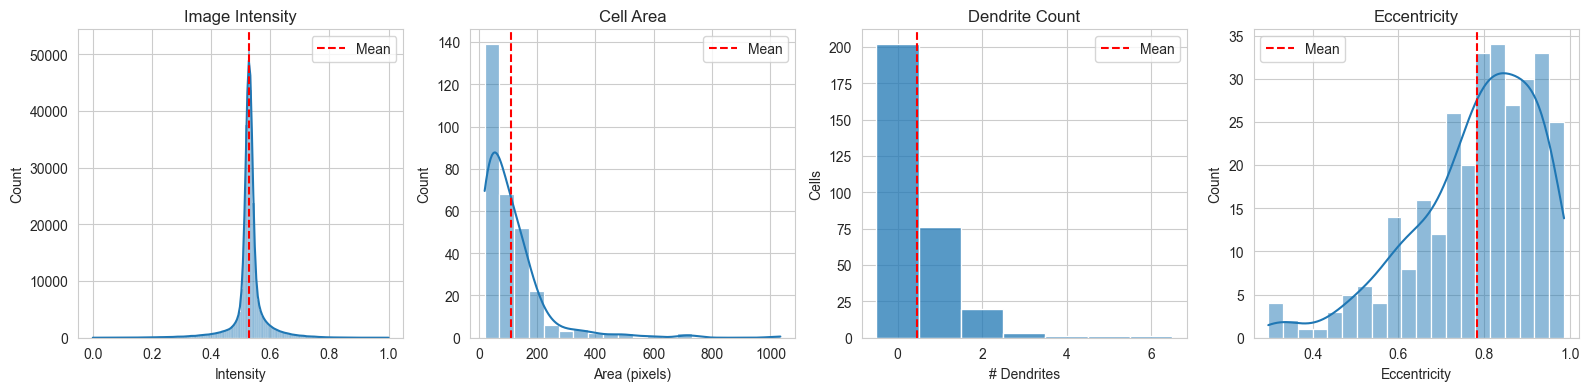 Image Intensity
Mean
50000
40000
30000
20000
10000
0
Count
0.0 0.2 0.4 0.6 0.8 1.0
Intensity
Cell Area
Mean
140
120
100
80
60
40
20
0
Count
0 200 400 600 800 1000
Area (pixels)
Dendrite Count
Mean
200
175
150
125
100
75
50
25
0
Cells
0 2 4 6
# Dendrites
Eccentricity
Mean
35
30
25
20
15
10
5
0
Count
0.4 0.6 0.8 1.0
Eccentricity